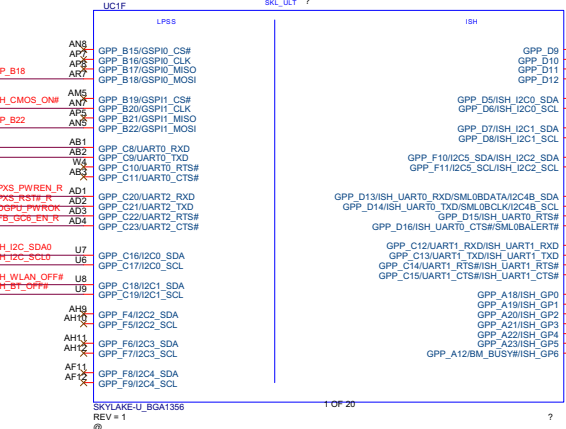 SKL_ULT ?
UC1F
LPSS
ISH
AN8 GPP_B15/GSPI0_CS#
GPP_B16/GSPI0_CLK
GPP_B17/GSPI0_MISO
P_B18 AR7 GPP_B18/GSPI0_MOSI
H_CMOS_ON# AM5 GPP_B19/GSPI1_CS#
AN7 GPP_B20/GSPI1_CLK
P_B22 AP5 GPP_B21/GSPI1_MISO
AN5 GPP_B22/GSPI1_MOSI
AB1 GPP_C8/UART0_RXD
AB2 GPP_C9/UART0_TXD
W4 GPP_C10/UART0_RTS#
AB3 GPP_C11/UART0_CTS#
PXS_PWREN_R AD1 GPP_C20/UART2_RXD
PXS_RST#_R AD2 GPP_C21/UART2_TXD
DGPU_PWROK AD3 GPP_C22/UART2_RTS#
FB_GC6_EN_R AD4 GPP_C23/UART2_CTS#
H_I2C_SDA0 U7 GPP_C16/I2C0_SDA
H_I2C_SCL0 U6 GPP_C17/I2C0_SCL
H_WLAN_OFF# U8 GPP_C18/I2C1_SDA
H_BT_OFF# U9 GPP_C19/I2C1_SCL
AH9 GPP_F4/I2C2_SDA
AH10 GPP_F5/I2C2_SCL
AH11 GPP_F6/I2C3_SDA
AH12 GPP_F7/I2C3_SCL
AF11 GPP_F8/I2C4_SDA
AF12 GPP_F9/I2C4_SCL
GPP_D9
GPP_D10
GPP_D11
GPP_D12
GPP_D5/ISH_I2C0_SDA
GPP_D6/ISH_I2C0_SCL
GPP_D7/ISH_I2C1_SDA
GPP_D8/ISH_I2C1_SCL
GPP_F10/I2C5_SDA/ISH_I2C2_SDA
GPP_F11/I2C5_SCL/ISH_I2C2_SCL
GPP_D13/ISH_UART0_RXD/SML0BDATA/I2C4B_SDA
GPP_D14/ISH_UART0_TXD/SML0BCLK/I2C4B_SCL
GPP_D15/ISH_UART0_RTS#
GPP_D16/ISH_UART0_CTS#/SML0BALERT#
GPP_C12/UART1_RXD/ISH_UART1_RXD
GPP_C13/UART1_TXD/ISH_UART1_TXD
GPP_C14/UART1_RTS#/ISH_UART1_RTS#
GPP_C15/UART1_CTS#/ISH_UART1_CTS#
GPP_A18/ISH_GP0
GPP_A19/ISH_GP1
GPP_A20/ISH_GP2
GPP_A21/ISH_GP3
GPP_A22/ISH_GP4
GPP_A23/ISH_GP5
GPP_A12/BM_BUSY#/ISH_GP6
SKYLAKE-U_BGA1356
1 OF 20
REV = 1
?
@